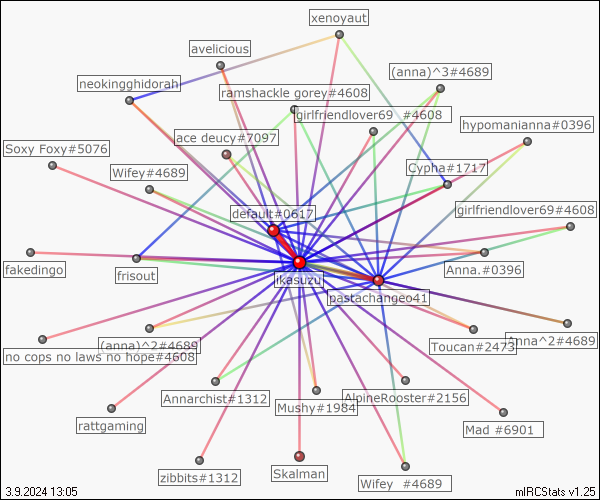 xenoyaut
avelicious
(anna)^3#4689
neokingghidorah
ramshackle gorey#4608
girlfriendlover69 #4608
hypomanianna#0396
ace deucy#7097
Soxy Foxy#5076
Wifey#4689
Cypha#1717
default#0617
girlfriendlover69#4608
fakedingo
frisout
ikasuzu
Anna.#0396
pastachangeo41
no cops no laws no hope#4608
(anna)^2#4689
Toucan#2473
Anna^2#4689
Annarchist#1312
Mushy#1984
AlpineRooster#2156
rattgaming
Mad #6901
zibbits#1312
Skalman
Wifey #4689
3.9.2024 13:05
mIRCStats v1.25